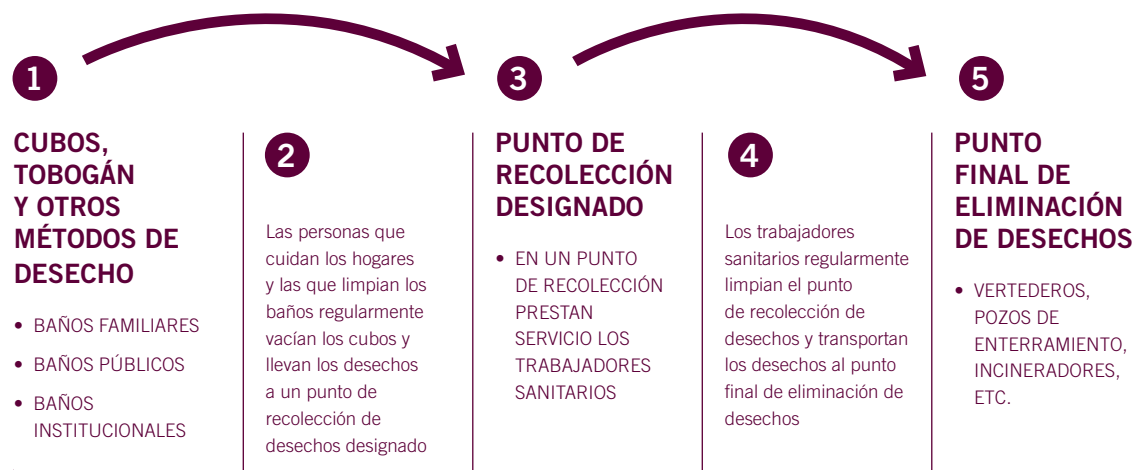 1
CUBOS,
TOBOGÁN
Y OTROS
MÉTODOS DE
DESECHO
• BAÑOS FAMILIARES
• BAÑOS PÚBLICOS
• BAÑOS
INSTITUCIONALES
2
Las personas que
cuidan los hogares
y las que limpian los
baños regularmente
vacían los cubos y
llevan los desechos
a un punto de
recolección de
desechos designado
3
PUNTO DE
RECOLECCIÓN
DESIGNADO
• EN UN PUNTO
DE RECOLECCIÓN
PRESTAN
SERVICIO LOS
TRABAJADORES
SANITARIOS
4
Los trabajadores
sanitarios regularmente
limpian el punto
de recolección de
desechos y transportan
los desechos al punto
final de eliminación de
desechos
5
PUNTO
FINAL DE
ELIMINACIÓN
DE DESECHOS
• VERTEDEROS,
POZOS DE
ENTERRAMIENTO,
INCINERADORES,
ETC.